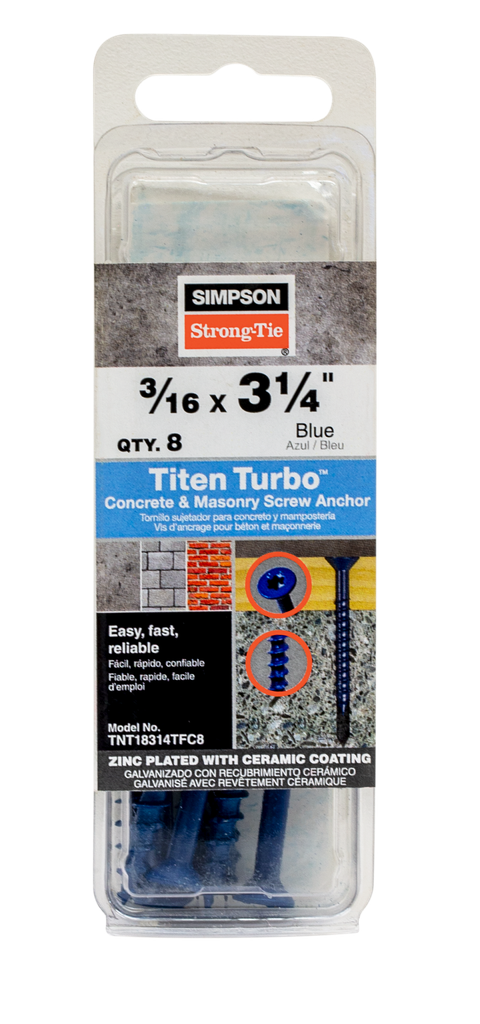 SIMPSON
Strong-Tie
®
3/16 x 3 1/4"
QTY. 8
Blue
Azul / Bleu
Titen Turbo™
Concrete & Masonry Screw Anchor
Tornillo sujetador para concreto y mampostería
Vis d'ancrage pour béton et maçonnerie
Easy, fast,
reliable
Fácil, rápido, confiable
Fiable, rapide, facile
d'emploi
Model No.
TNT18314TFC8
ZINC PLATED WITH CERAMIC COATING
GALVANIZADO CON RECUBRIMIENTO CERÁMICO
GALVANISÉ AVEC REVÊTEMENT CÉRAMIQUE